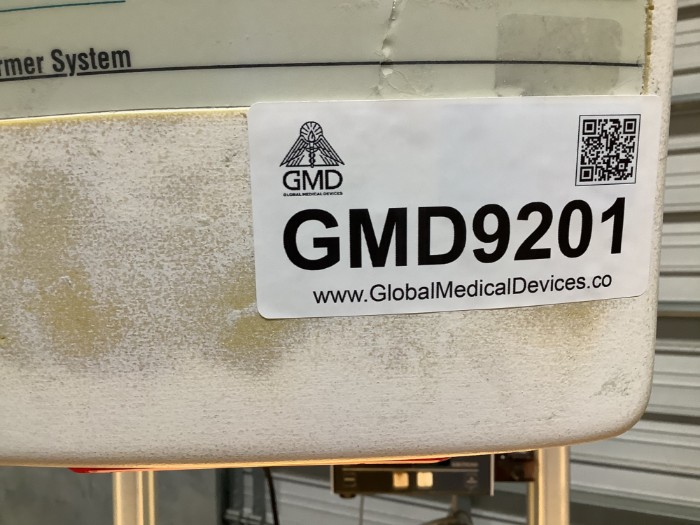 rmer System
GMD
GLOBAL MEDICAL DEVICES
GMD9201
www.GlobalMedicalDevices.co